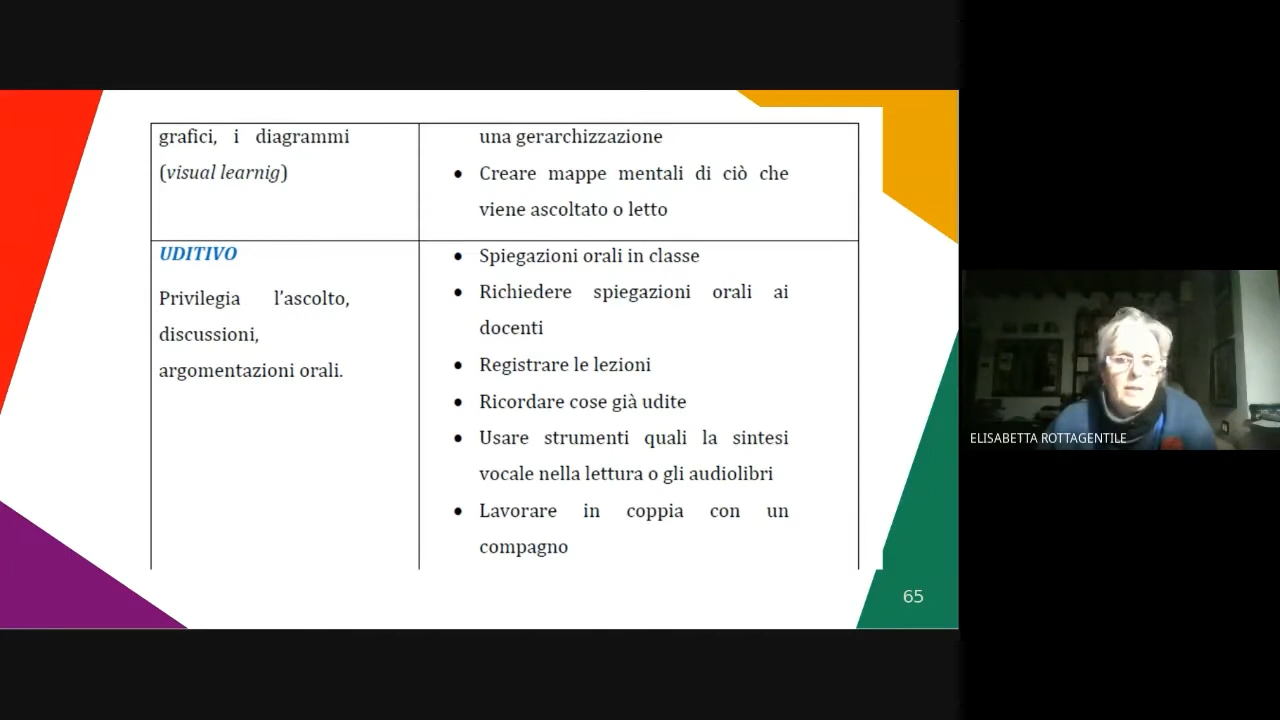 grafici, i diagrammi
(visual learnig)
una gerarchizzazione
• Creare mappe mentali di ciò che
viene ascoltato o letto
UDITIVO
Privilegia l'ascolto,
discussioni,
argomentazioni orali.
• Spiegazioni orali in classe
• Richiedere spiegazioni orali ai
docenti
• Registrare le lezioni
• Ricordare cose già udite
• Usare strumenti quali la sintesi
vocale nella lettura o gli audiolibri
• Lavorare in coppia con un
compagno
65
ELISABETTA ROTTAGENTILE